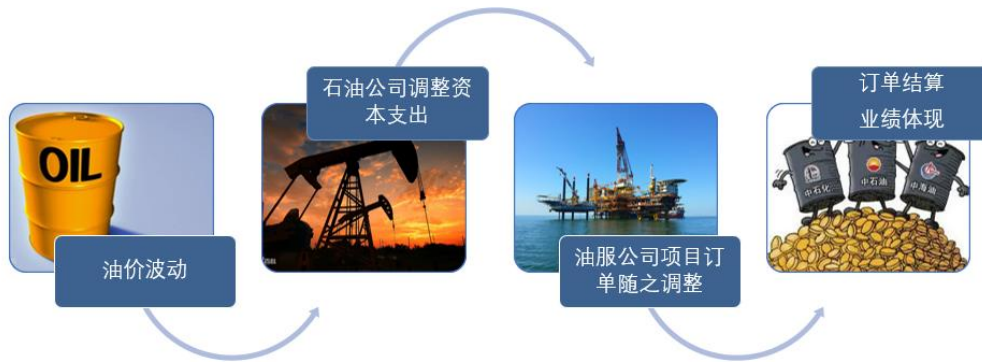 OIL
油价波动
石油公司调整资
本支出
油服公司项目订
单随之调整
订单结算
业绩体现
中石化
中石油
中海油